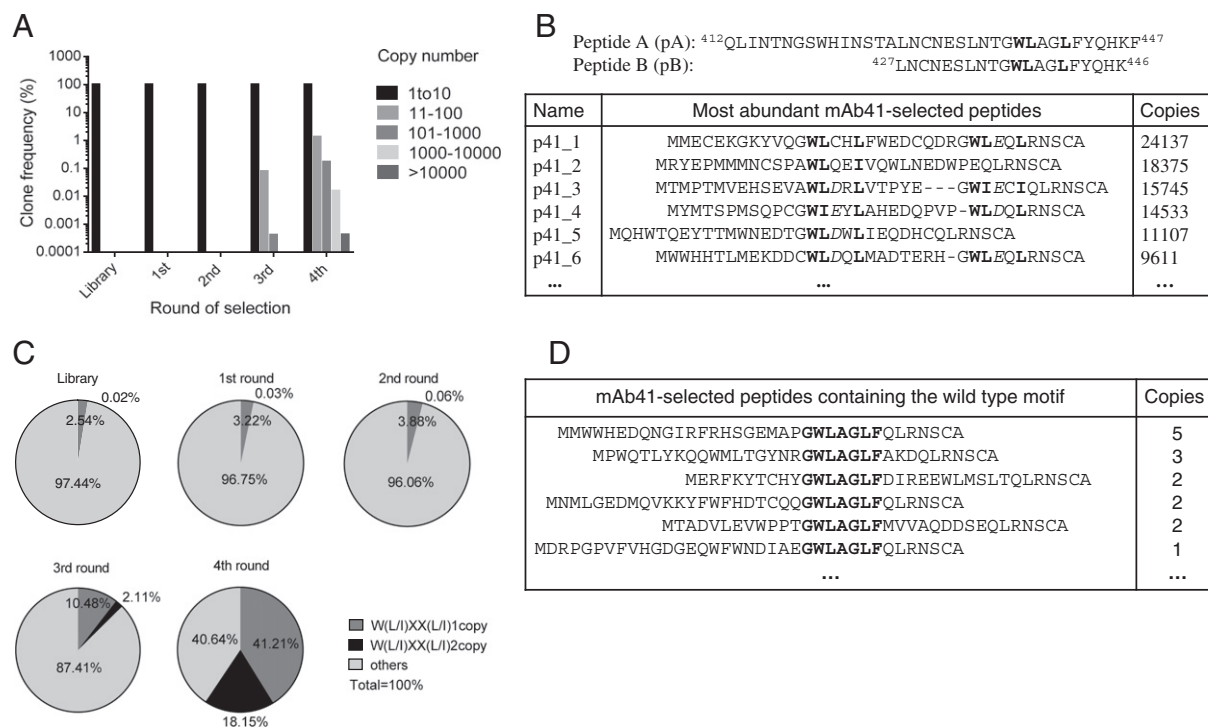 A
Clone frequency (%)
1000
100
10
1
0.1
0.01
0.001
0.0001
Library
1st
2nd
3rd
4th
Round of selection
Copy number
1to10
11-100
101-1000
1000-10000
>10000
B
Peptide A (pA): 412QLINTNGSWHINSTALNCNESLNTGWLAGLFYQHKF447
Peptide B (pB): 427LNCNESLNTGWLAGLFYQHK446
Name Most abundant mAb41-selected peptides Copies
p41_1 MMECEKGKYVQGWLCHLFWEDCQDRGWLEQLRNSCA 24137
p41_2 MRYEPMMMNCSPAWLQEIVQWLNEDWPEQLRNSCA 18375
p41_3 MTMPTMVEHSEVAWLDRLVTPYE---GWIECIQLRNSCA 15745
p41_4 MYMTSPMSQPCGWIEYLAHEDQPVP-WLDQLRNSCA 14533
p41_5 MQHWTQEYTTMWNEDTGWLDWLIEQDHCQLRNSCA 11107
p41_6 MWWHHTLMEKDDCWLDQLMADTERH-GWLEQLRNSCA 9611
... ... ...
C
Library
0.02%
2.54%
97.44%
1st round
0.03%
3.22%
96.75%
2nd round
0.06%
3.88%
96.06%
3rd round
10.48%
2.11%
87.41%
4th round
40.64%
41.21%
18.15%
W(L/I)XX(L/I)1copy
W(L/I)XX(L/I)2copy
others
Total=100%
D
mAb41-selected peptides containing the wild type motif Copies
MMWWHEDQNGIRFRHSGEMAPGWLAGLFQLRNSCA 5
MPWQTLYKQQWMLTGYNRGWLAGLFAKDQLRNSCA 3
MERFKYTCHYGWLAGLFDIREEWLMSLTQLRNSCA 2
MNMLGEDMQVKKYFWFHDTCQQGWLAGLFQLRNSCA 2
MTADVLEVWPPTGWLAGLFMVVAQDDSEQLRNSCA 2
MDRPGPVFVHGDGEQWFWNDIAEGWLAGLFQLRNSCA 1
... ...